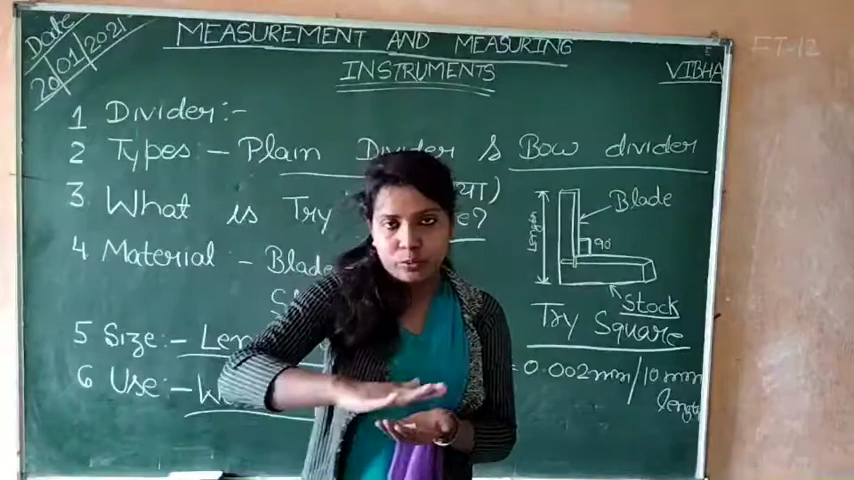 Date
20/01/2021
MEASUREMENT AND MEASURING
INSTRUMENTS
VIBHA
FT-12
1 Divider:-
2 Types:- Plain Divider & Bow divider
3 What is Try
4 Material - Blade
5 Size:-
6 Use:-
= 0.002mm/10mm
length
Blade
Length
90
Stock
Try Square